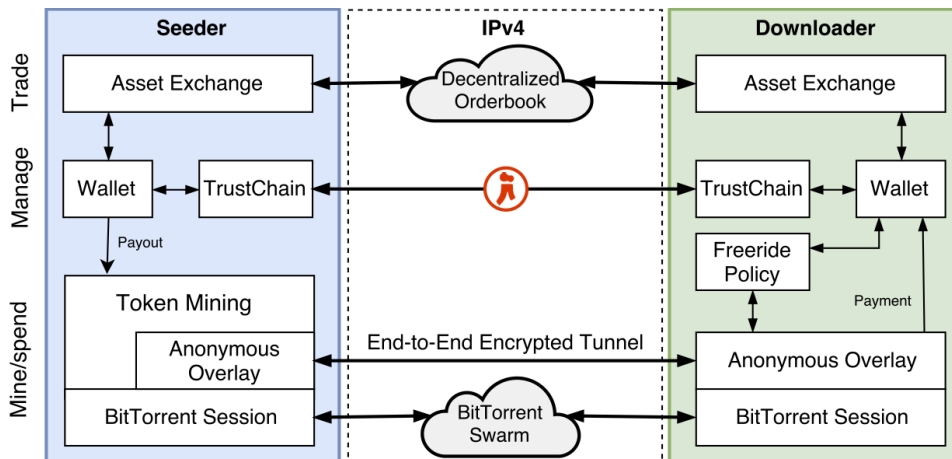 Seeder
IPv4
Downloader
Trade
Asset Exchange
Decentralized
Orderbook
Asset Exchange
Manage
Wallet
TrustChain
TrustChain
Wallet
Payout
Freeride
Policy
Mine/spend
Token Mining
Payment
Anonymous
Overlay
End-to-End Encrypted Tunnel
Anonymous Overlay
BitTorrent Session
BitTorrent
Swarm
BitTorrent Session